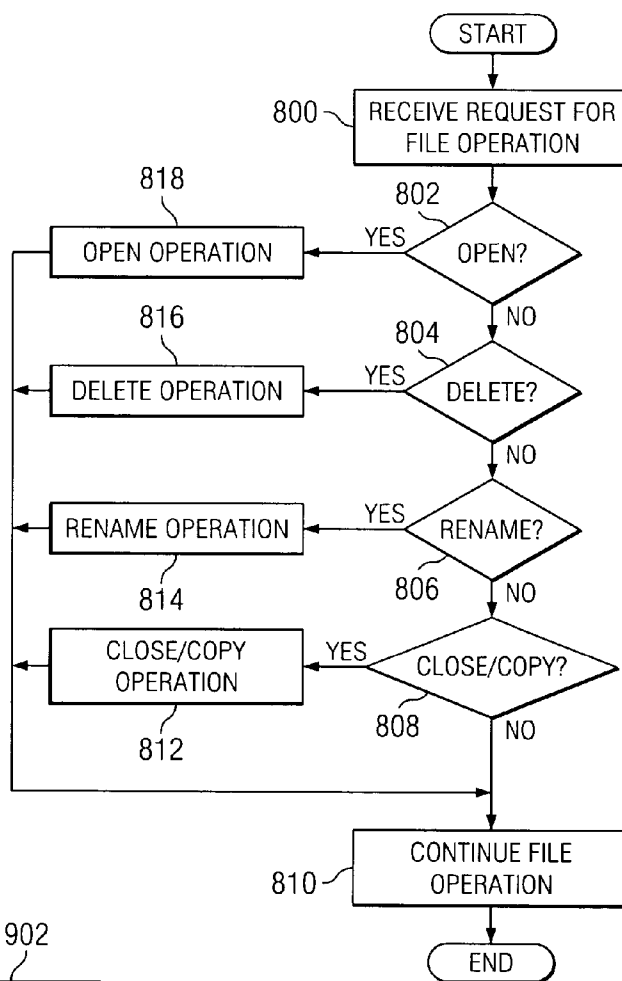 START
800
RECEIVE REQUEST FOR
FILE OPERATION
818
802
OPEN OPERATION
YES
OPEN?
NO
816
804
DELETE OPERATION
YES
DELETE?
NO
RENAME OPERATION
YES
RENAME?
814
806
NO
CLOSE/COPY
OPERATION
YES
CLOSE/COPY?
812
808
NO
810
CONTINUE FILE
OPERATION
902
END